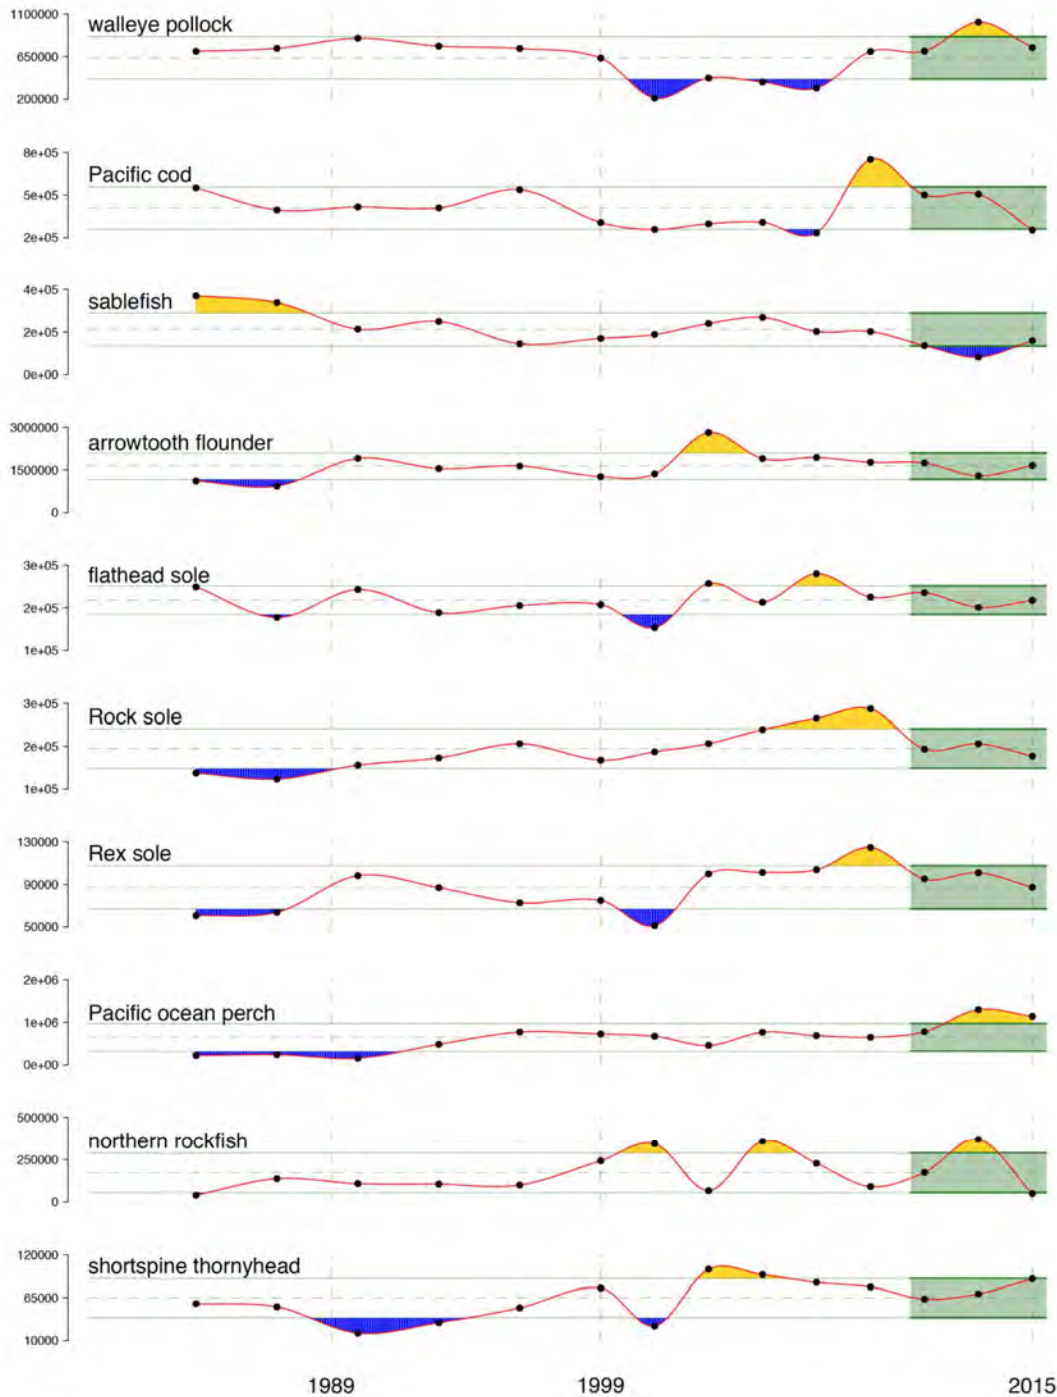 walleye pollock
1100000
650000
200000
Pacific cod
8e+05
5e+05
2e+05
sablefish
4e+05
2e+05
0e+00
arrowtooth flounder
3000000
1500000
0
flathead sole
3e+05
2e+05
1e+05
Rock sole
3e+05
2e+05
1e+05
Rex sole
130000
90000
50000
Pacific ocean perch
2e+06
1e+06
0e+00
northern rockfish
500000
250000
0
shortspine thornyhead
120000
65000
10000
1989 1999 2015